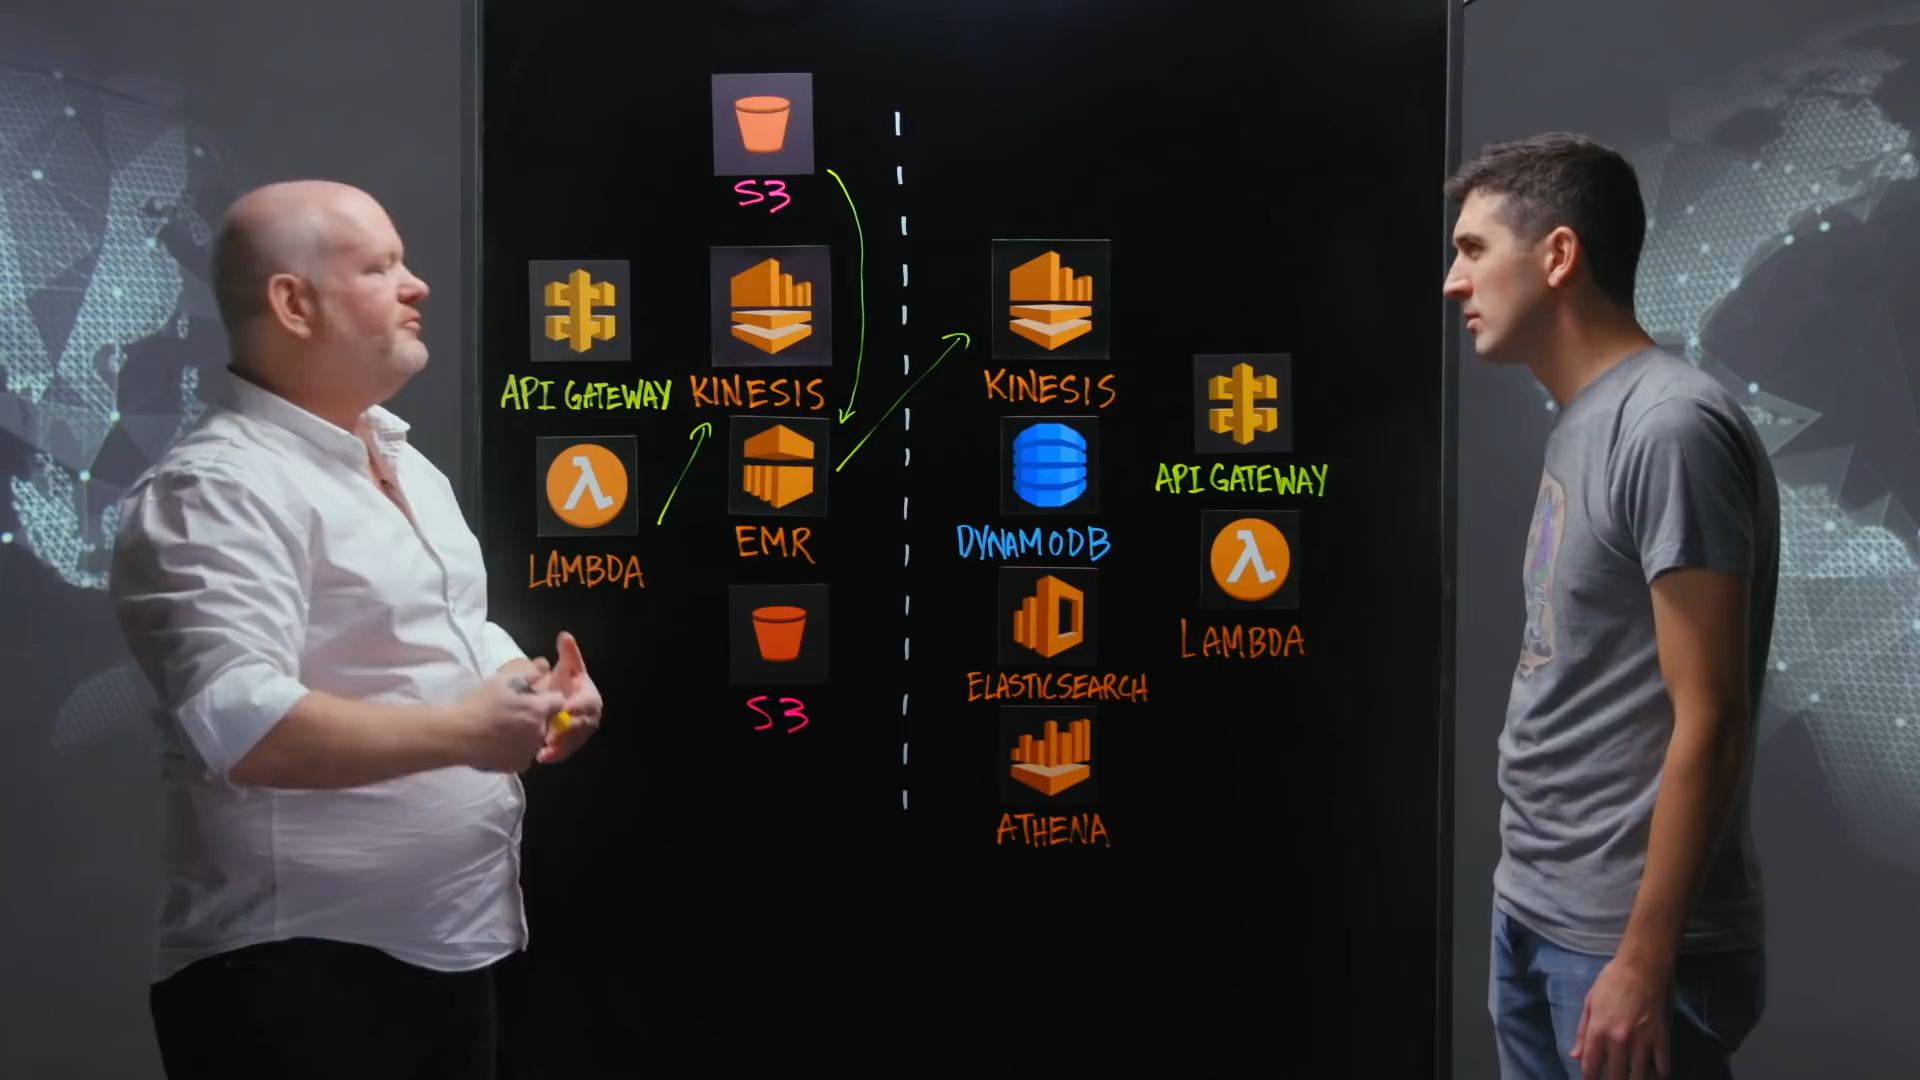 S3
API GATEWAY
KINESIS
LAMBDA
EMR
S3
KINESIS
DYNAMODB
ELASTICSEARCH
ATHENA
API GATEWAY
LAMBDA